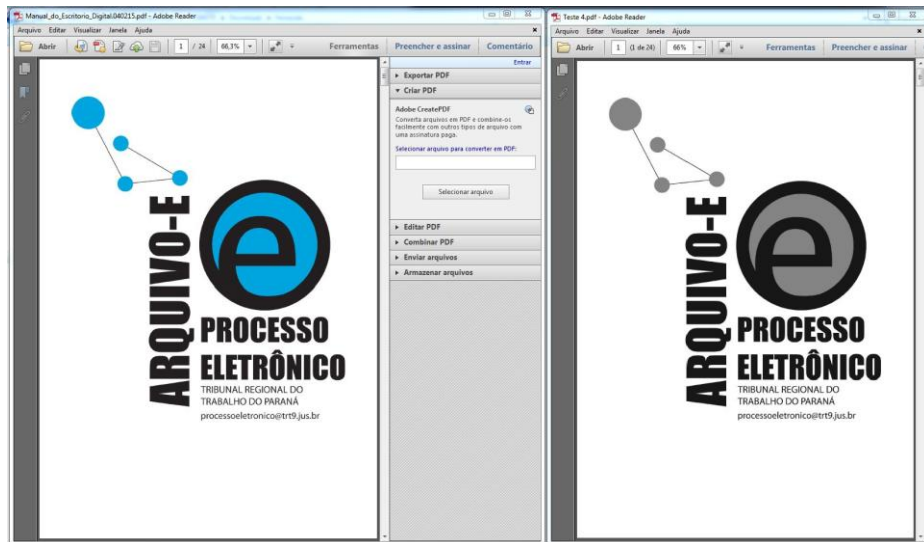 Manual_do_Escritorio_Digital.040215.pdf - Adobe Reader
Arquivo Editar Visualizar Janela Ajuda
Abrir 1 / 24 66,3% Ferramentas Preencher e assinar Comentário
Entrar
Exportar PDF
Criar PDF
Adobe CreatePDF
Converta arquivos em PDF e combine-os
facilmente com outros tipos de arquivo com
uma assinatura paga.
Selecionar arquivo para converter em PDF:
Selecionar arquivo
Editar PDF
Combinar PDF
Enviar arquivos
Armazenar arquivos
ARQUIVO-E
e
PROCESSO
ELETRÔNICO
TRIBUNAL REGIONAL DO
TRABALHO DO PARANÁ
processoeletronico@trt9.jus.br
Teste 4.pdf - Adobe Reader
Arquivo Editar Visualizar Janela Ajuda
Abrir 1 (1 de 24) 66% Ferramentas Preencher e assinar
ARQUIVO-E
e
PROCESSO
ELETRÔNICO
TRIBUNAL REGIONAL DO
TRABALHO DO PARANÁ
processoeletronico@trt9.jus.br